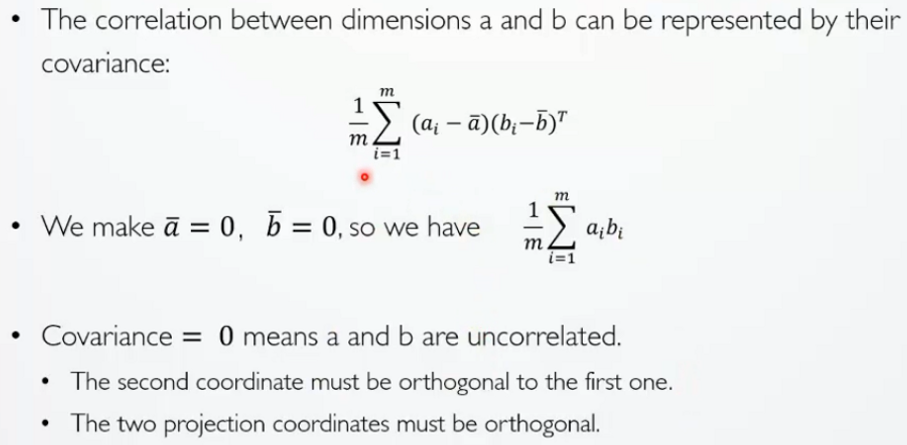 • The correlation between dimensions a and b can be represented by their
covariance:
$\frac{1}{m}\sum_{i=1}^{m}(a_i - \bar{a})(b_i - \bar{b})^T$
• We make $\bar{a} = 0$, $\bar{b} = 0$, so we have $\frac{1}{m}\sum_{i=1}^{m} a_i b_i$
• Covariance = 0 means a and b are uncorrelated.
• The second coordinate must be orthogonal to the first one.
• The two projection coordinates must be orthogonal.